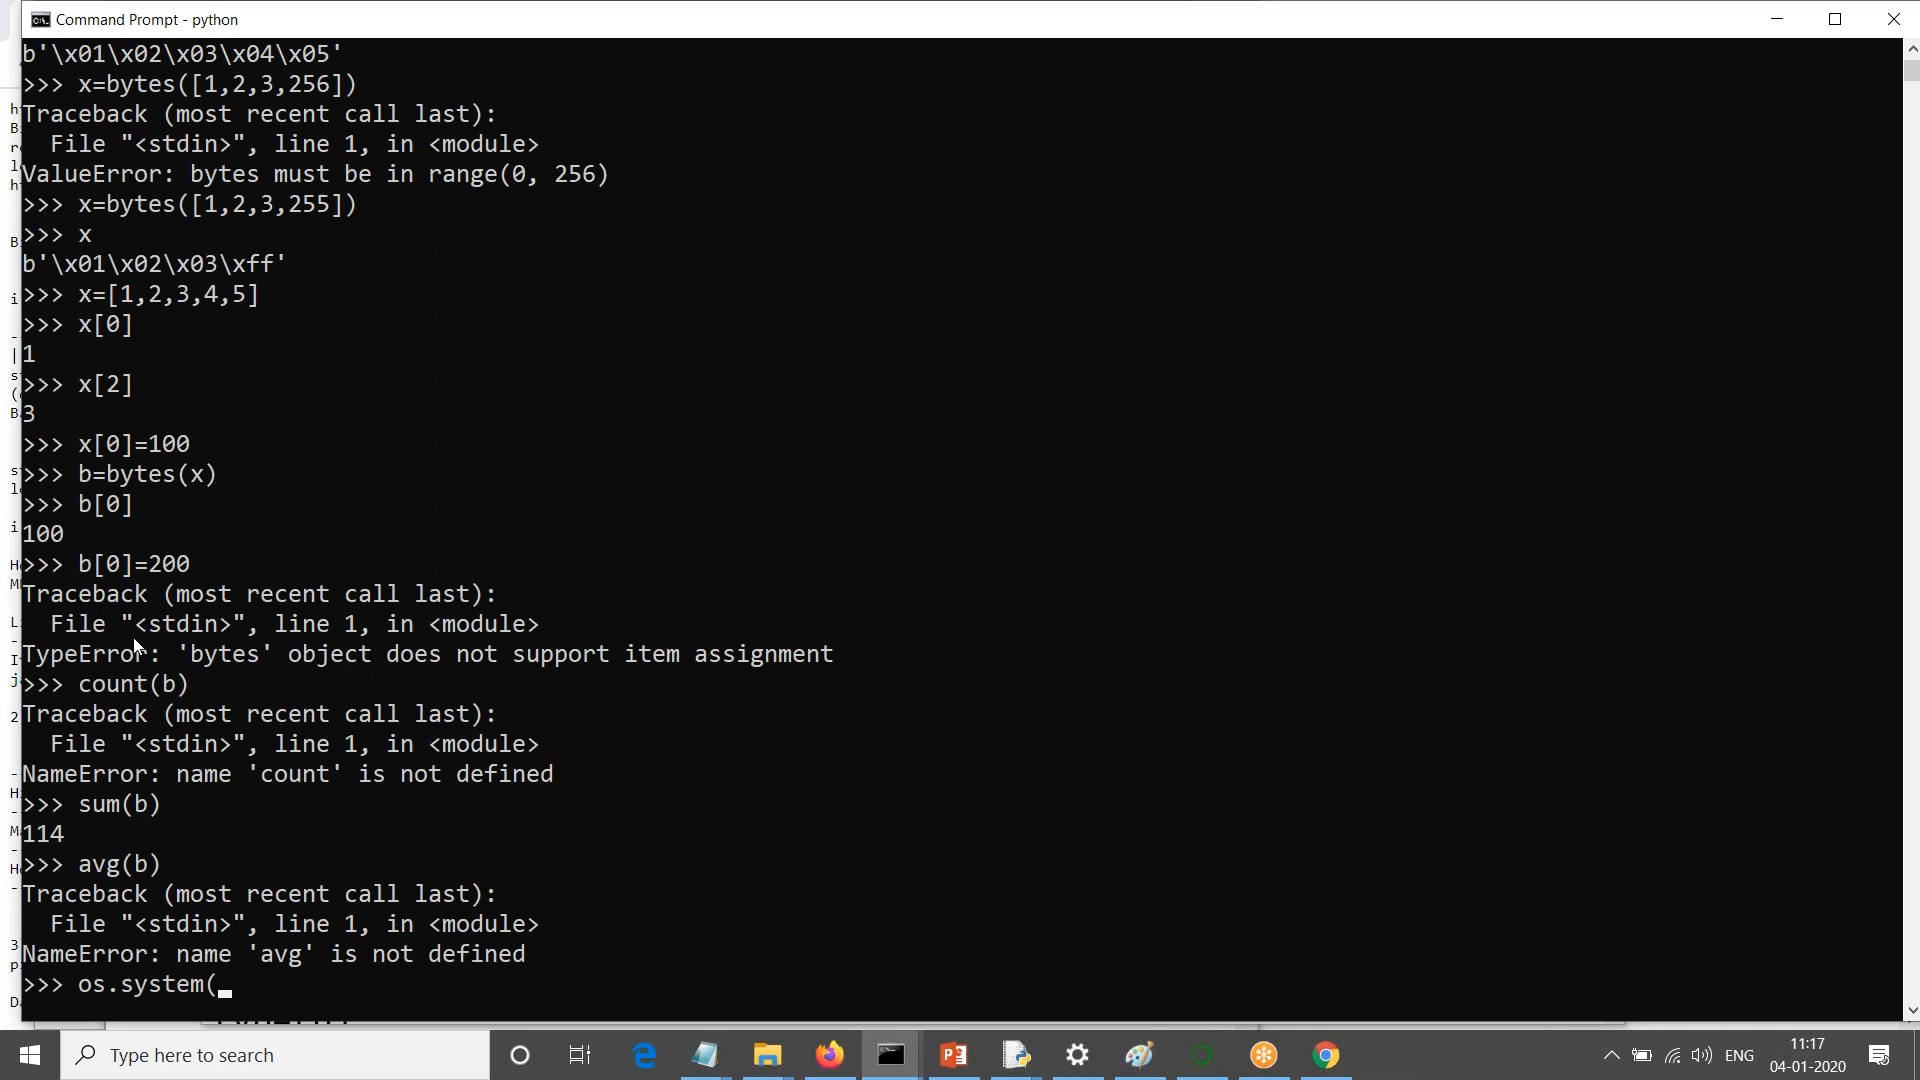 Command Prompt - python
b'\x01\x02\x03\x04\x05'
>>> x=bytes([1,2,3,256])
Traceback (most recent call last):
  File "<stdin>", line 1, in <module>
ValueError: bytes must be in range(0, 256)
>>> x=bytes([1,2,3,255])
>>> x
b'\x01\x02\x03\xff'
>>> x=[1,2,3,4,5]
>>> x[0]
1
>>> x[2]
3
>>> x[0]=100
>>> b=bytes(x)
>>> b[0]
100
>>> b[0]=200
Traceback (most recent call last):
  File "<stdin>", line 1, in <module>
TypeError: 'bytes' object does not support item assignment
>>> count(b)
Traceback (most recent call last):
  File "<stdin>", line 1, in <module>
NameError: name 'count' is not defined
>>> sum(b)
114
>>> avg(b)
Traceback (most recent call last):
  File "<stdin>", line 1, in <module>
NameError: name 'avg' is not defined
>>> os.system(
Type here to search
ENG
11:17
04-01-2020